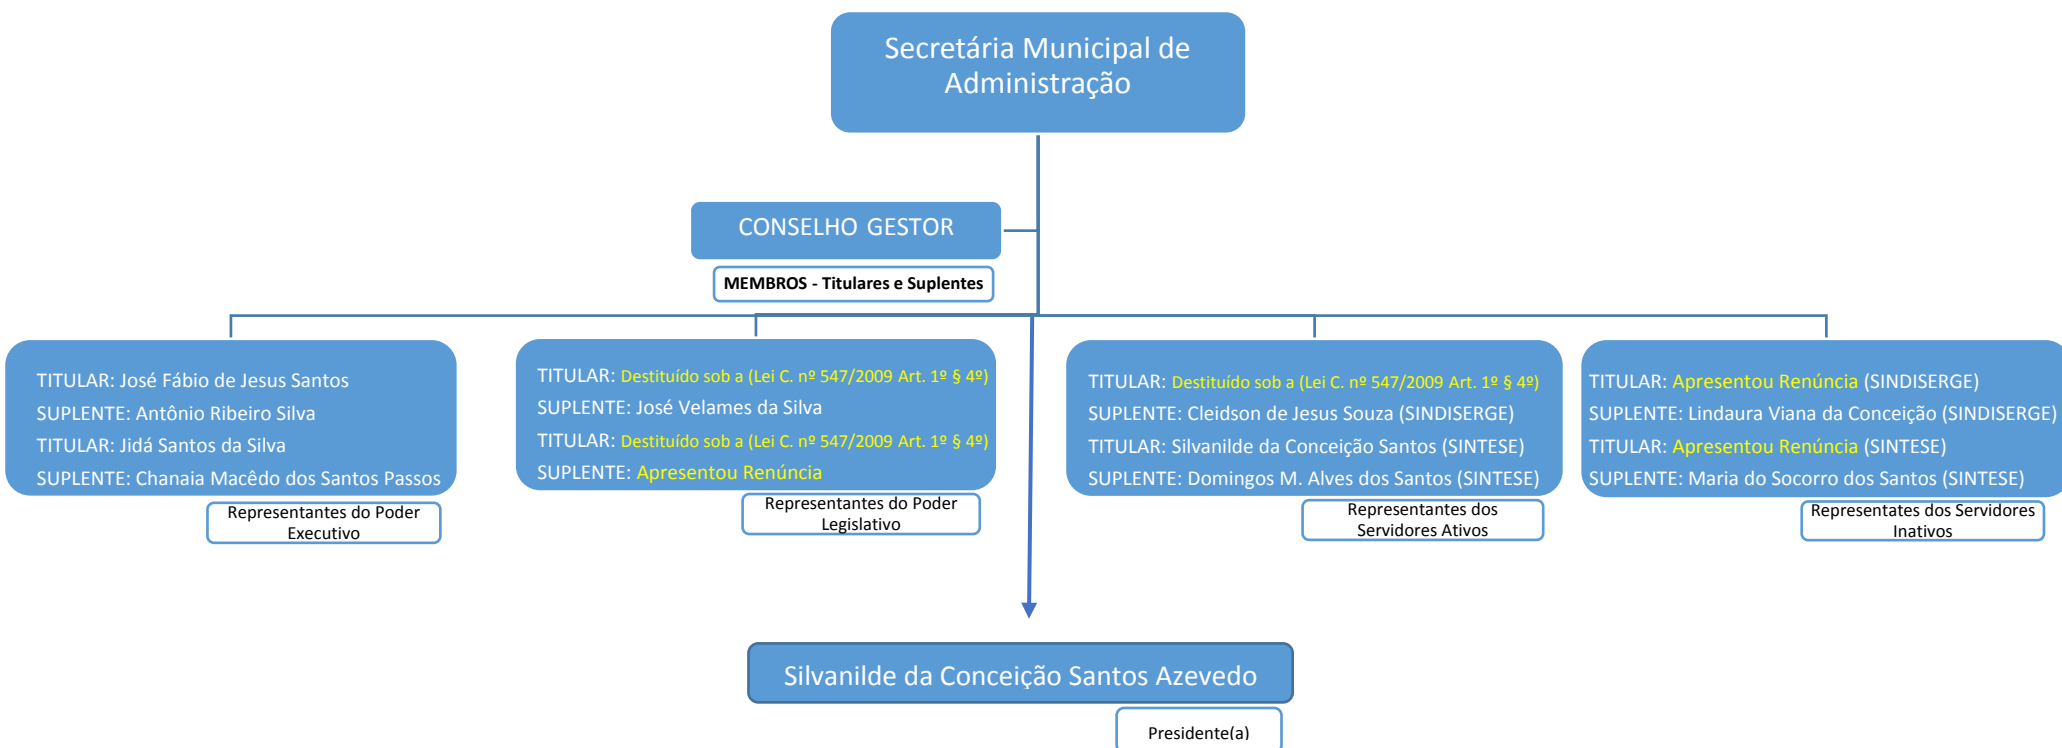 Secretária Municipal de
Administração
CONSELHO GESTOR
MEMBROS - Titulares e Suplentes
TITULAR: José Fábio de Jesus Santos
SUPLENTE: Antônio Ribeiro Silva
TITULAR: Jidá Santos da Silva
SUPLENTE: Chanaia Macêdo dos Santos Passos
Representantes do Poder
Executivo
TITULAR: Destituído sob a (Lei C. nº 547/2009 Art. 1º § 4º)
SUPLENTE: José Velames da Silva
TITULAR: Destituído sob a (Lei C. nº 547/2009 Art. 1º § 4º)
SUPLENTE: Apresentou Renúncia
Representantes do Poder
Legislativo
TITULAR: Destituído sob a (Lei C. nº 547/2009 Art. 1º § 4º)
SUPLENTE: Cleidson de Jesus Souza (SINDISERGE)
TITULAR: Silvanilde da Conceição Santos (SINTESE)
SUPLENTE: Domingos M. Alves dos Santos (SINTESE)
Representantes dos
Servidores Ativos
TITULAR: Apresentou Renúncia (SINDISERGE)
SUPLENTE: Lindaura Viana da Conceição (SINDISERGE)
TITULAR: Apresentou Renúncia (SINTESE)
SUPLENTE: Maria do Socorro dos Santos (SINTESE)
Representates dos Servidores
Inativos
Silvanilde da Conceição Santos Azevedo
Presidente(a)